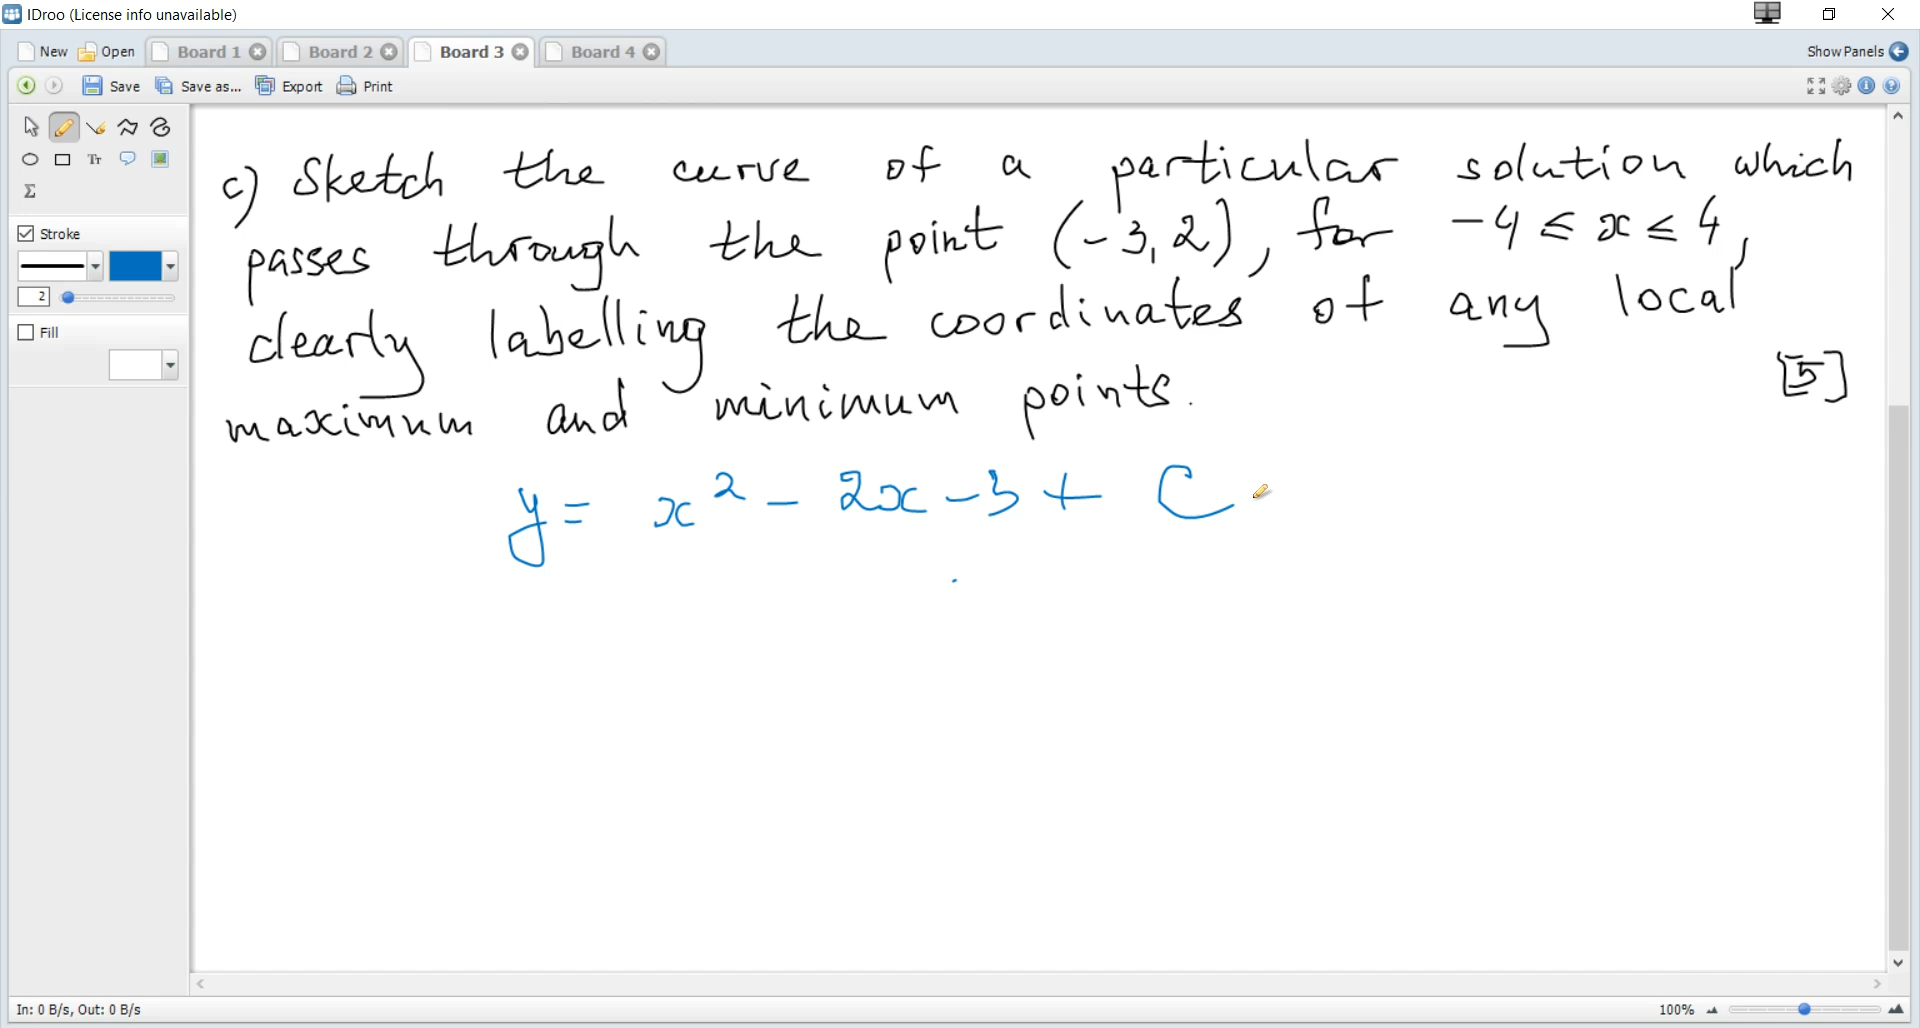 IDroo (License info unavailable)
New Open Board 1 Board 2 Board 3 Board 4 Show Panels
Save Save as... Export Print
Tт
Σ
Stroke
2
Fill
c) Sketch the curve of a particular solution which
passes through the point (-3,2), for -4 ≤ x ≤ 4,
clearly labelling the coordinates of any local
maximum and minimum points. [5]
y = x² - 2x - 3 + C
In: 0 B/s, Out: 0 B/s 100%